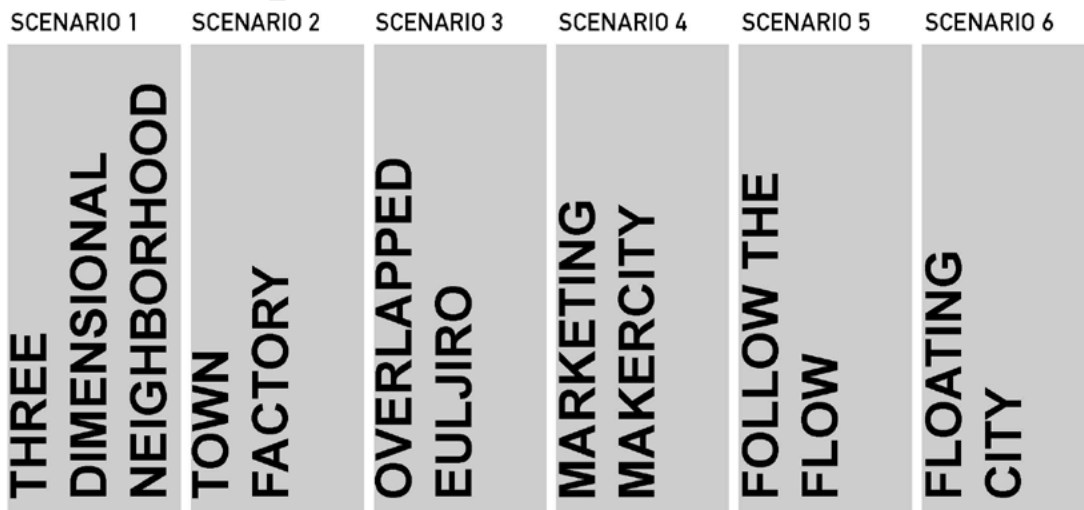 SCENARIO 1
THREE
DIMENSIONAL
NEIGHBORHOOD
SCENARIO 2
TOWN
FACTORY
SCENARIO 3
OVERLAPPED
EULJIRO
SCENARIO 4
MARKETING
MAKERCITY
SCENARIO 5
FOLLOW THE
FLOW
SCENARIO 6
FLOATING
CITY